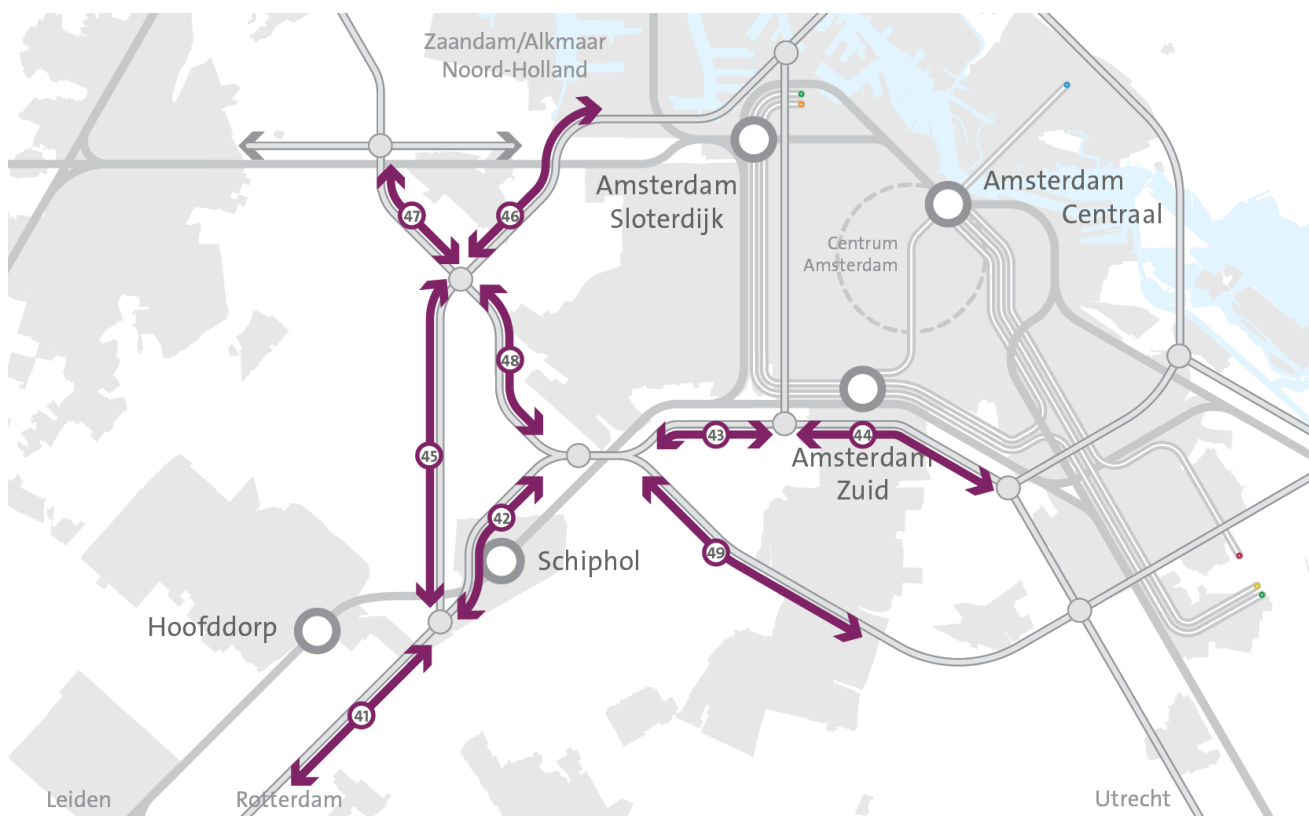 Zaandam/Alkmaar
Noord-Holland
Amsterdam
Sloterdijk
Amsterdam
Centraal
47
46
Centrum
Amsterdam
48
45
43
44
Amsterdam
Zuid
42
49
Schiphol
Hoofddorp
41
Leiden
Rotterdam
Utrecht